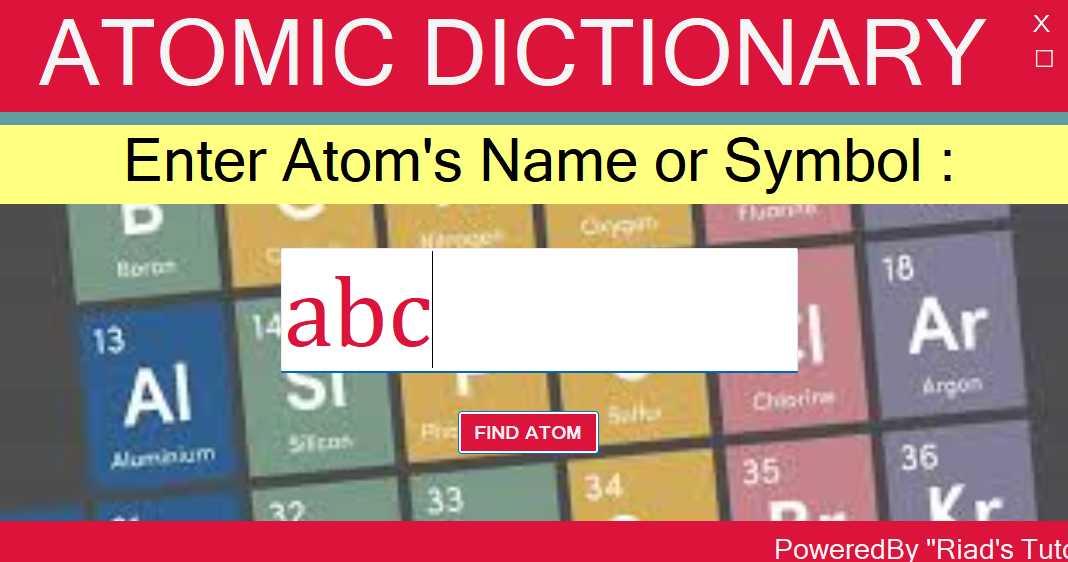 ATOMIC DICTIONARY
X
□
Enter Atom's Name or Symbol :
B
Boron
Nitrogen
Oxygen
Fluorine
abc
13
Al
Aluminium
14
Si
Silicon
Sulfur
Chlorine
18
Ar
Argon
FIND ATOM
32
33
34
35
Br
36
Kr
PoweredBy "Riad's Tuto